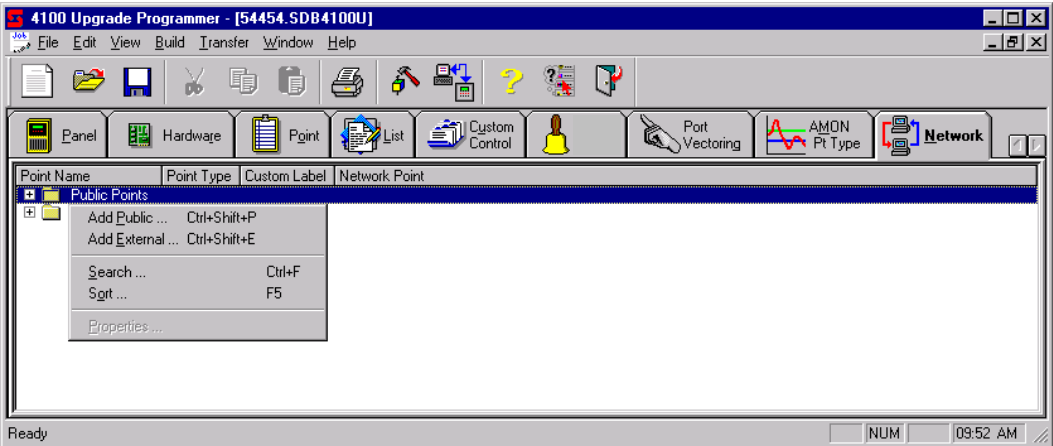 4100 Upgrade Programmer - [54454.SDB4100U]
Job File Edit View Build Transfer Window Help
Panel Hardware Point List Custom Control Port Vectoring AMON Pt Type Network
Point Name Point Type Custom Label Network Point
Public Points
Add Public ... Ctrl+Shift+P
Add External ... Ctrl+Shift+E
Search ... Ctrl+F
Sort ... F5
Properties ...
Ready NUM 09:52 AM